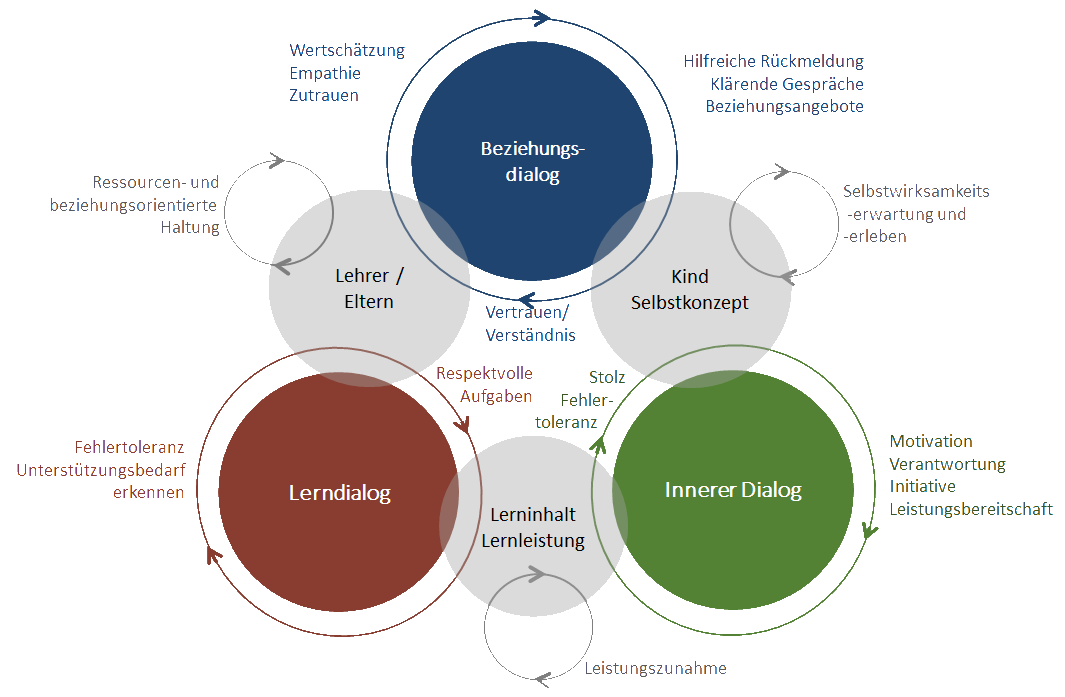 Wertschätzung
Empathie
Zutrauen
Hilfreiche Rückmeldung
Klärende Gespräche
Beziehungsangebote
Beziehungs-
dialog
Ressourcen- und
beziehungsorientierte
Haltung
Selbstwirksamkeits
-erwartung und
-erleben
Lehrer /
Eltern
Kind
Selbstkonzept
Vertrauen/
Verständnis
Respektvolle
Aufgaben
Stolz
Fehler-
toleranz
Fehlertoleranz
Unterstützungsbedarf
erkennen
Lerndialog
Lerninhalt
Lernleistung
Innerer Dialog
Motivation
Verantwortung
Initiative
Leistungsbereitschaft
Leistungszunahme